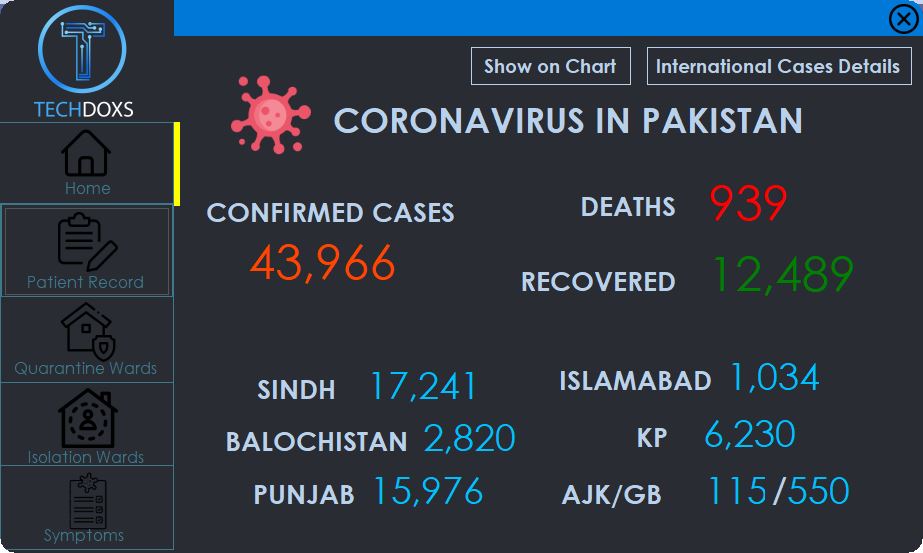 TECHDOXS
Home
Patient Record
Quarantine Wards
Isolation Wards
Symptoms
Show on Chart
International Cases Details
CORONAVIRUS IN PAKISTAN
CONFIRMED CASES
43,966
DEATHS 939
RECOVERED 12,489
SINDH 17,241
ISLAMABAD 1,034
BALOCHISTAN 2,820
KP 6,230
PUNJAB 15,976
AJK/GB 115/550